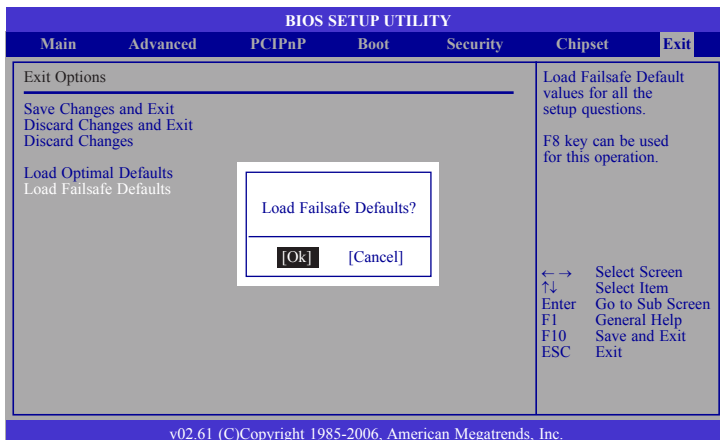 BIOS SETUP UTILITY
Main Advanced PCIPnP Boot Security Chipset Exit
Exit Options
Save Changes and Exit
Discard Changes and Exit
Discard Changes
Load Optimal Defaults
Load Failsafe Defaults
Load Failsafe Defaults?
[Ok] [Cancel]
Load Failsafe Default
values for all the
setup questions.
F8 key can be used
for this operation.
←→ Select Screen
↑↓ Select Item
Enter Go to Sub Screen
F1 General Help
F10 Save and Exit
ESC Exit
v02.61 (C)Copyright 1985-2006, American Megatrends, Inc.